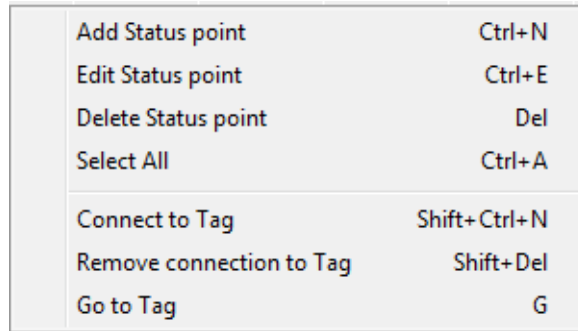 Add Status point Ctrl+N
Edit Status point Ctrl+E
Delete Status point Del
Select All Ctrl+A
Connect to Tag Shift+Ctrl+N
Remove connection to Tag Shift+Del
Go to Tag G